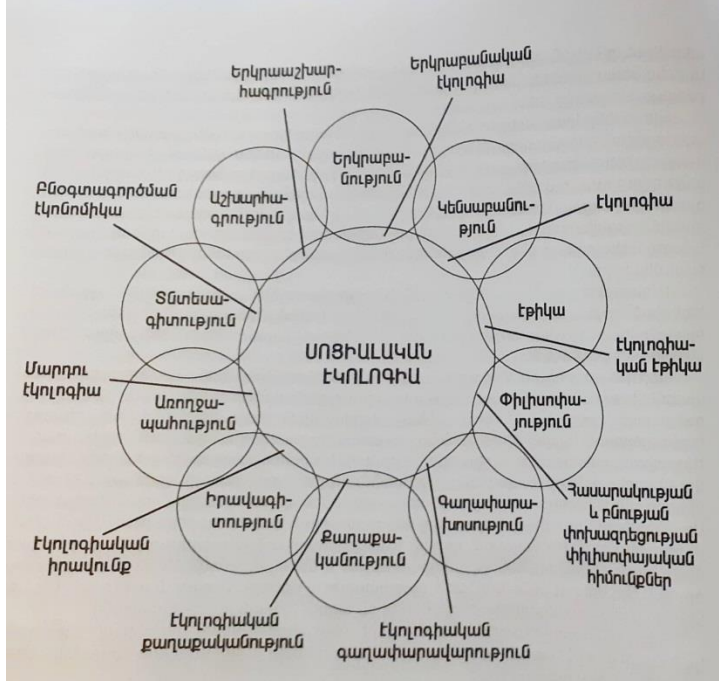 Երկրաաշխար-
հագրություն
Երկրաբանական
էկոլոգիա
Երկրաբա-
նություն
Աշխարհա-
գրություն
Կենսաբանու-
թյուն
էկոլոգիա
Բնօգտագործման
էկոնոմիկա
Տնտեսա-
գիտություն
էթիկա
ՍՈՑԻԱԼԱԿԱՆ
ԷԿՈԼՈԳԻԱ
էկոլոգիա-
կան էթիկա
Մարդու
էկոլոգիա
Առողջա-
պահություն
Փիլիսոփա-
յություն
Իրավագի-
տություն
Քաղաքա-
կանություն
Գաղափարա-
խոսություն
Հասարակության
և բնության
փոխազդեցության
փիլիսոփայական
հիմունքներ
էկոլոգիական
իրավունք
էկոլոգիական
քաղաքականություն
էկոլոգիական
գաղափարավարություն